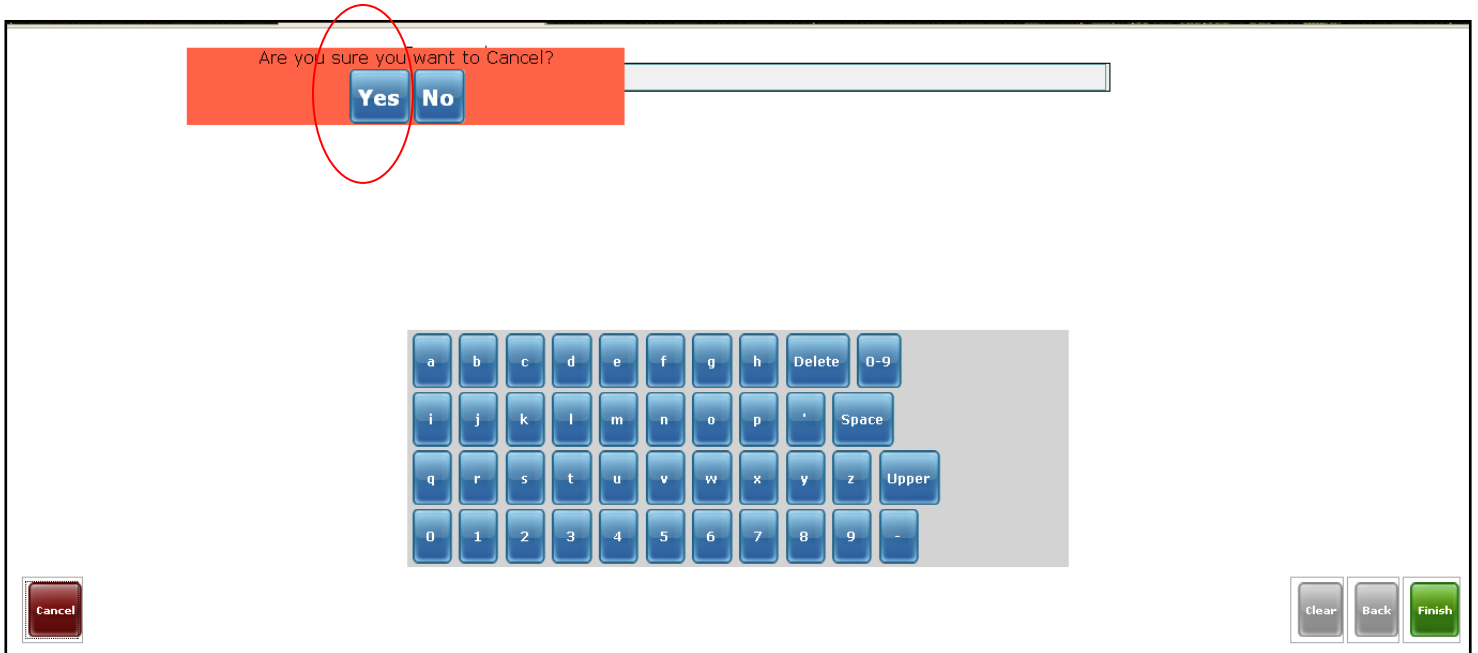 Are you sure you want to Cancel?
Yes No
a b c d e f g h Delete 0-9
i j k l m n o p ' Space
q r s t u v w x y z Upper
0 1 2 3 4 5 6 7 8 9 -
Cancel Clear Back Finish